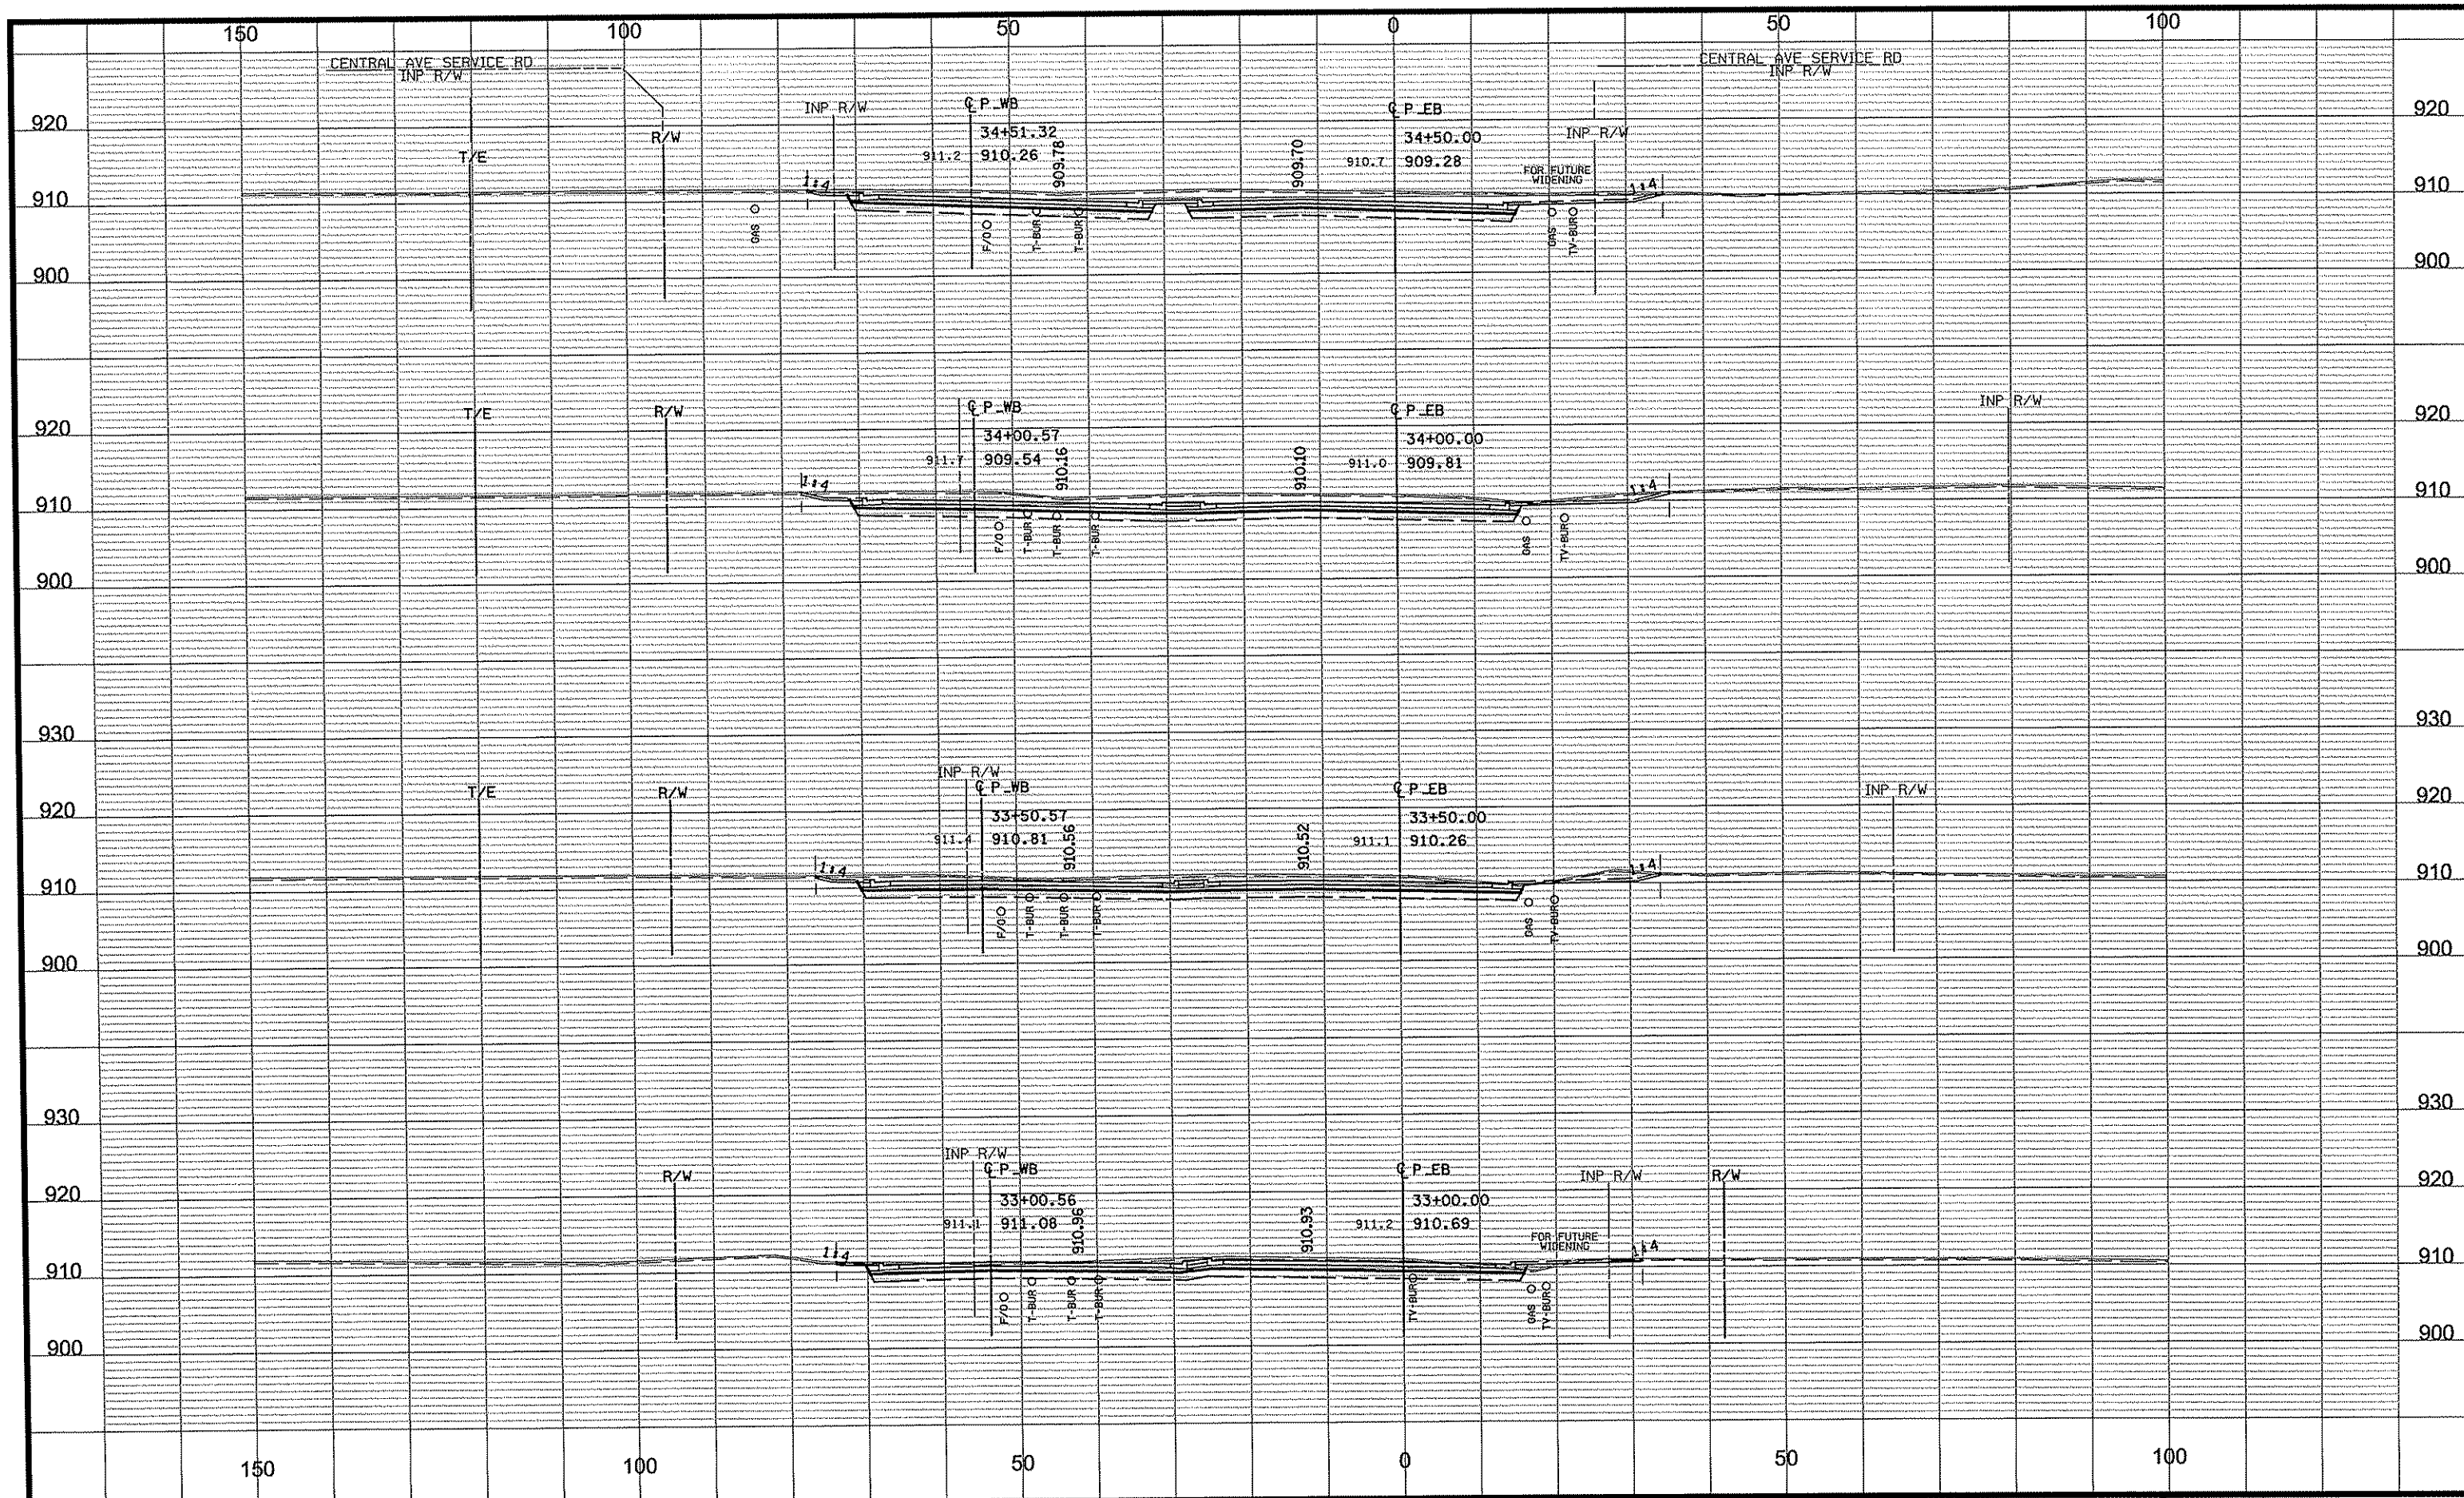 150 100 50 0 50 100
CENTRAL AVE SERVICE RD
INP R/W
CENTRAL AVE SERVICE RD
INP R/W
920 920
T/E
R/W
INP R/W
℄ P_WB
34+51.32
911.2 910.26
909.78
909.70
℄ P_EB
34+50.00
910.7 909.28
INP R/W
FOR FUTURE
WIDENING
1:4
1:4
910 910
GAS
F/O
T-BUR
T-BUR
GAS
TV-BUR
900 900
T/E
R/W
℄ P_WB
34+00.57
911.7 909.54
910.16
910.10
℄ P_EB
34+00.00
911.0 909.81
INP R/W
920 920
1:4
1:4
910 910
F/O
T-BUR
T-BUR
T-BUR
GAS
TV-BUR
900 900
930 930
T/E
R/W
INP R/W
℄ P_WB
33+50.57
911.4 910.81
910.56
910.52
℄ P_EB
33+50.00
911.1 910.26
INP R/W
920 920
1:4
1:4
910 910
F/O
T-BUR
T-BUR
T-BUR
GAS
TV-BUR
900 900
930 930
R/W
INP R/W
℄ P_WB
33+00.56
911.1 911.08
910.96
910.93
℄ P_EB
33+00.00
911.2 910.69
INP R/W
R/W
920 920
FOR FUTURE
WIDENING
1:4
1:4
910 910
F/O
T-BUR
T-BUR
T-BUR
TV-BUR
GAS
TV-BUR
900 900
150 100 50 0 50 100